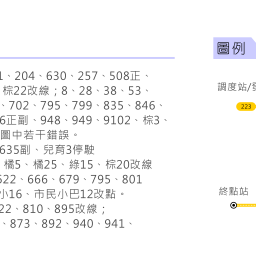 1、204、630、257、508正、
棕22改線；8、28、38、53、
、702、795、799、835、846、
6正副、948、949、9102、棕3、
圖中若干錯誤。
635副、兒育3停駛
橘5、橘25、綠15、棕20改線
522、666、679、795、801
小16、市民小巴12改點。
22、810、895改線；
、873、892、940、941、
圖例
調度站/
223
終點站